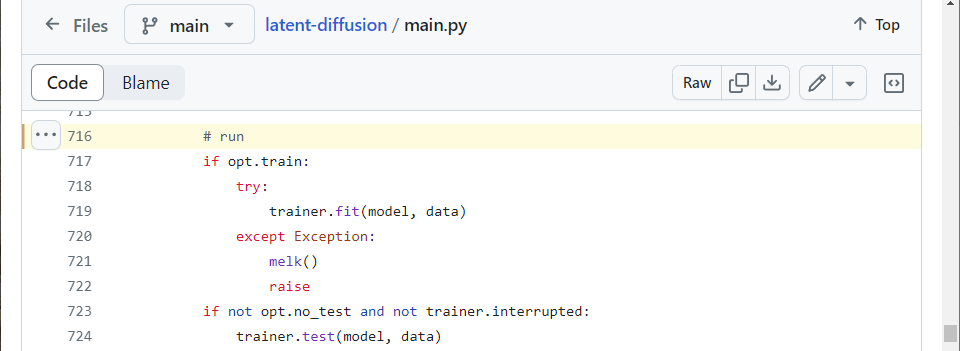 Files main latent-diffusion / main.py Top
Code Blame Raw
715
716 # run
717 if opt.train:
718 try:
719 trainer.fit(model, data)
720 except Exception:
721 melk()
722 raise
723 if not opt.no_test and not trainer.interrupted:
724 trainer.test(model, data)